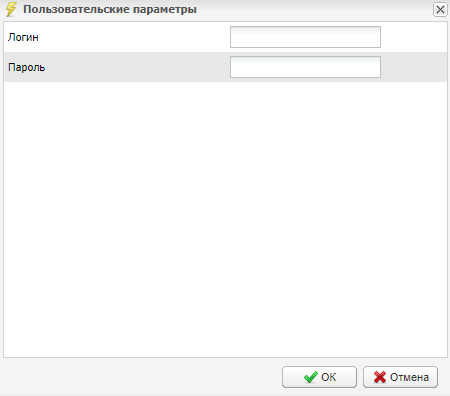 Пользовательские параметры
Логин
Пароль
ОК
Отмена